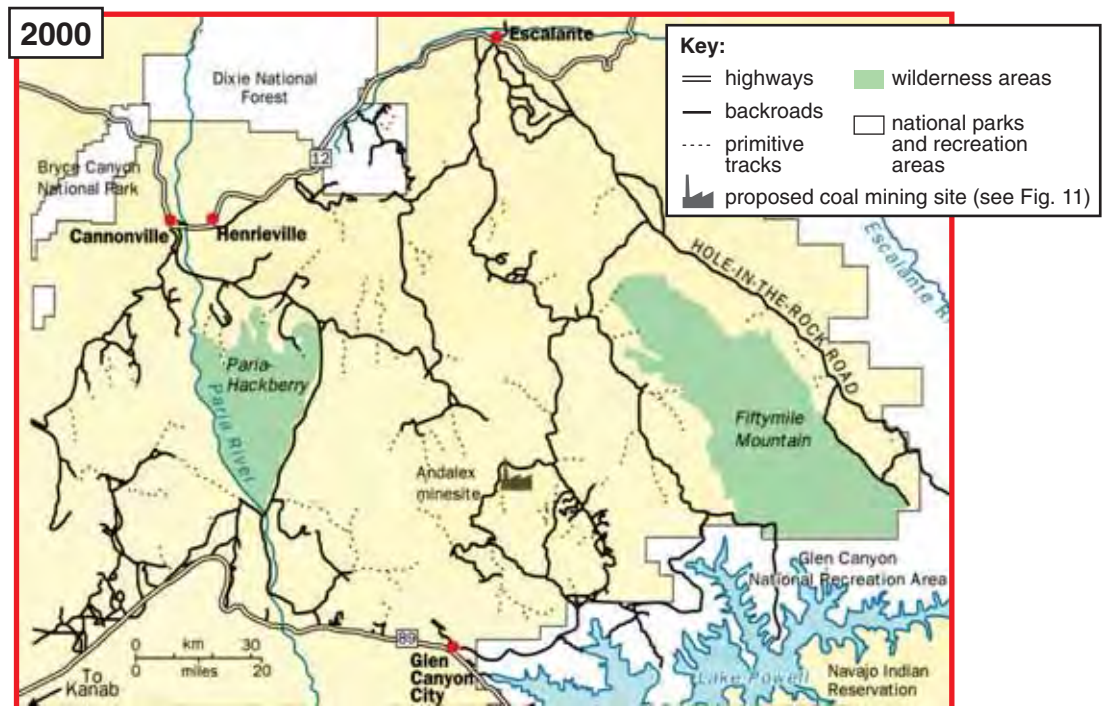 2000
Escalante
Dixie National
Forest
Bryce Canyon
National Park
12
Cannonville
Henrieville
Key:
highways
backroads
primitive
tracks
wilderness areas
national parks
and recreation
areas
proposed coal mining site (see Fig. 11)
HOLE-IN-THE-ROCK ROAD
Escalante R
Paria-
Hackberry
Paria River
Fiftymile
Mountain
Andalex
minesite
Glen Canyon
National Recreation Area
0 km 30
0 miles 20
89
To
Kanab
Glen
Canyon
City
Lake Powell
Navajo Indian
Reservation